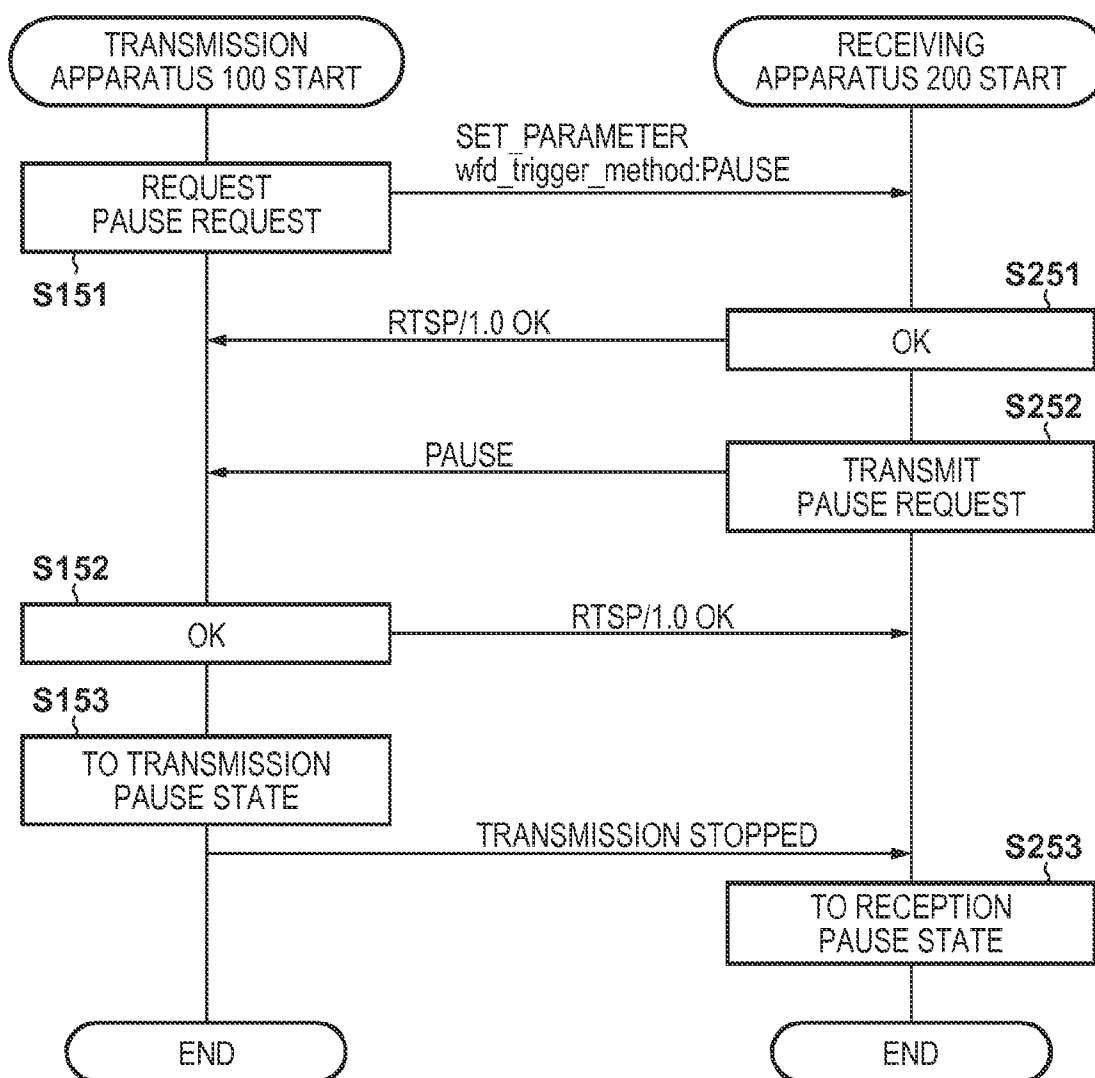 TRANSMISSION
APPARATUS 100 START
RECEIVING
APPARATUS 200 START
SET_PARAMETER
wfd_trigger_method:PAUSE
REQUEST
PAUSE REQUEST
S151
S251
RTSP/1.0 OK
OK
S252
PAUSE
TRANSMIT
PAUSE REQUEST
S152
OK
RTSP/1.0 OK
S153
TO TRANSMISSION
PAUSE STATE
TRANSMISSION STOPPED
S253
TO RECEPTION
PAUSE STATE
END
END